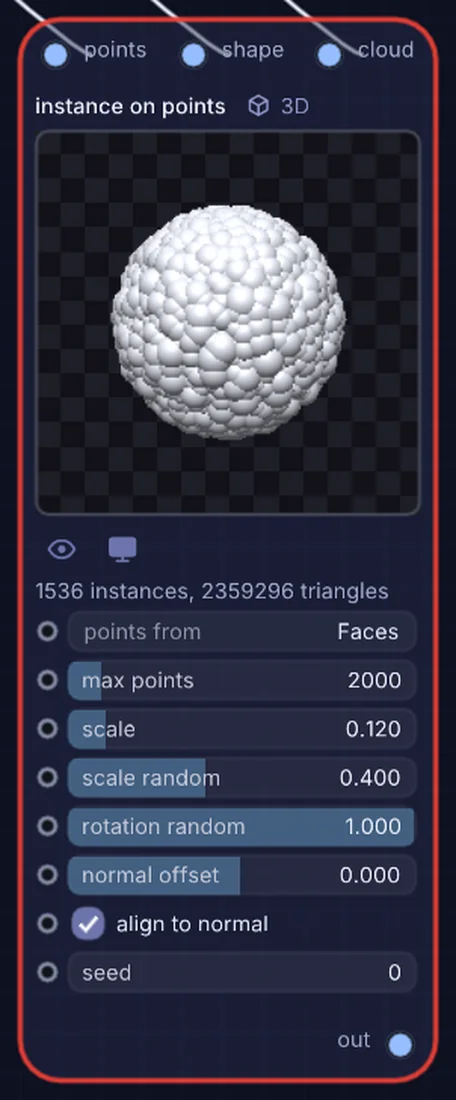 points shape cloud
instance on points 3D
1536 instances, 2359296 triangles
points from Faces
max points 2000
scale 0.120
scale random 0.400
rotation random 1.000
normal offset 0.000
align to normal
seed 0
out